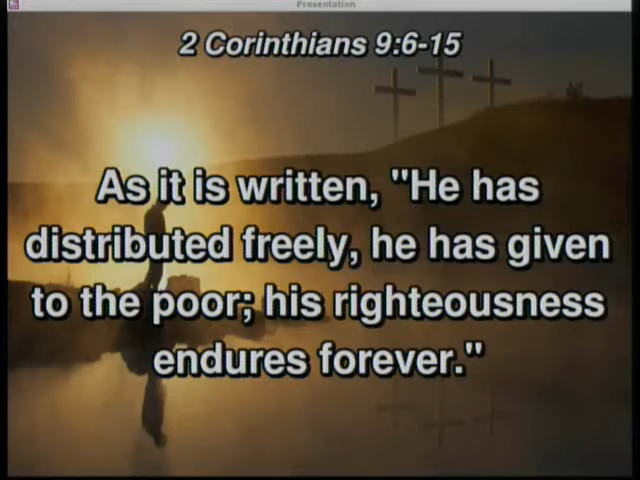 Presentation
2 Corinthians 9:6-15
As it is written, "He has
distributed freely, he has given
to the poor; his righteousness
endures forever."